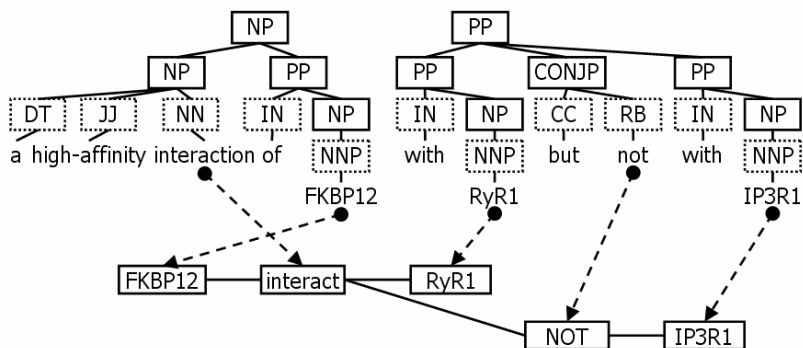 NP PP
NP PP PP CONJP PP
DT JJ NN IN NP IN NP CC RB IN NP
a high-affinity interaction of NNP with NNP but not with NNP
FKBP12 RyR1 IP3R1
FKBP12 interact RyR1
NOT IP3R1